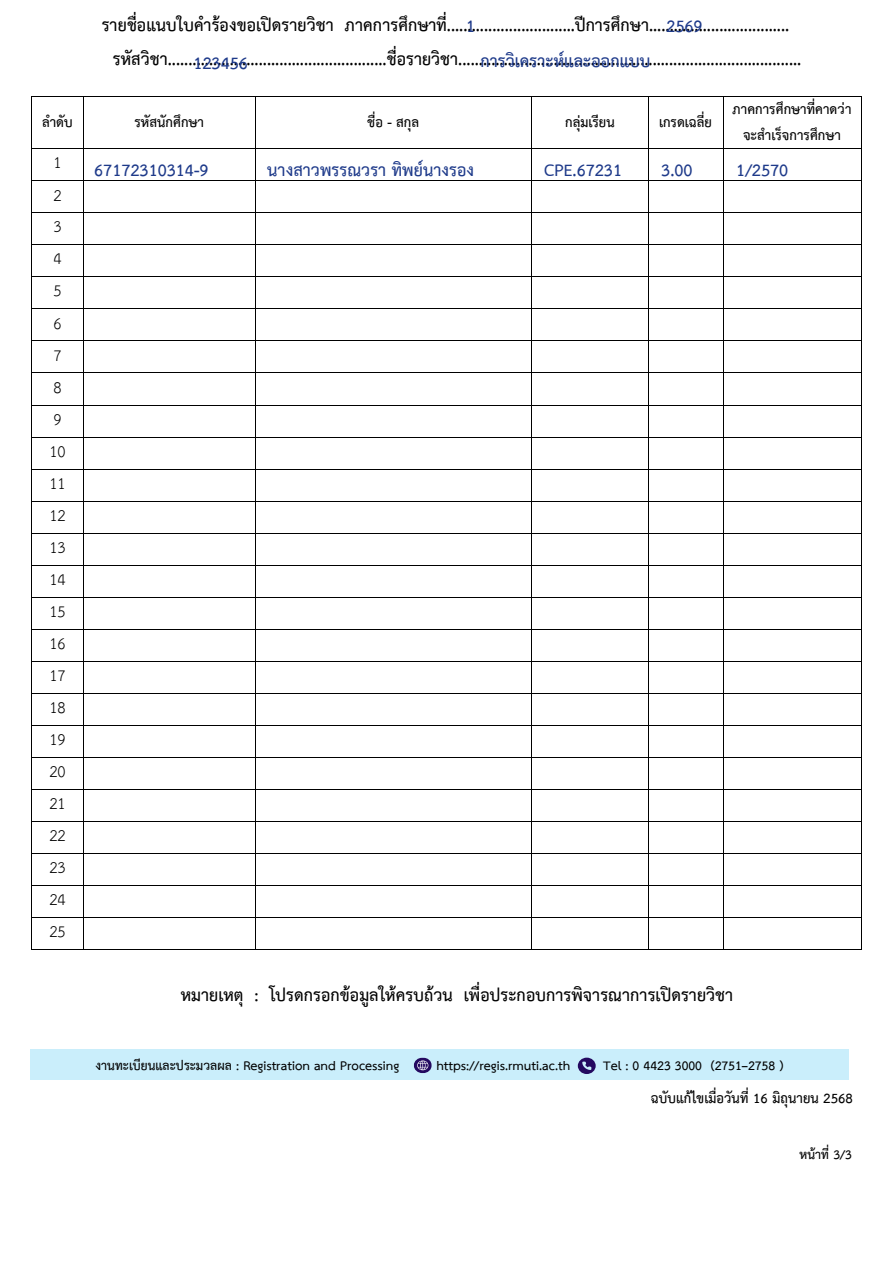 รายชื่อแนบใบคำร้องขอเปิดรายวิชา ภาคการศึกษาที่.....1..........................ปีการศึกษา....2569......................
รหัสวิชา......123456.................................ชื่อรายวิชา.....การวิเคราะห์และออกแบบ...................................
ลำดับ รหัสนักศึกษา ชื่อ - สกุล กลุ่มเรียน เกรดเฉลี่ย ภาคการศึกษาที่คาดว่า
จะสำเร็จการศึกษา
1 67172310314-9 นางสาวพรรณวรา ทิพย์นางรอง CPE.67231 3.00 1/2570
2
3
4
5
6
7
8
9
10
11
12
13
14
15
16
17
18
19
20
21
22
23
24
25
หมายเหตุ : โปรดกรอกข้อมูลให้ครบถ้วน เพื่อประกอบการพิจารณาการเปิดรายวิชา
งานทะเบียนและประมวลผล : Registration and Processing https://regis.rmuti.ac.th Tel : 0 4423 3000 (2751-2758 )
ฉบับแก้ไขเมื่อวันที่ 16 มิถุนายน 2568
หน้าที่ 3/3